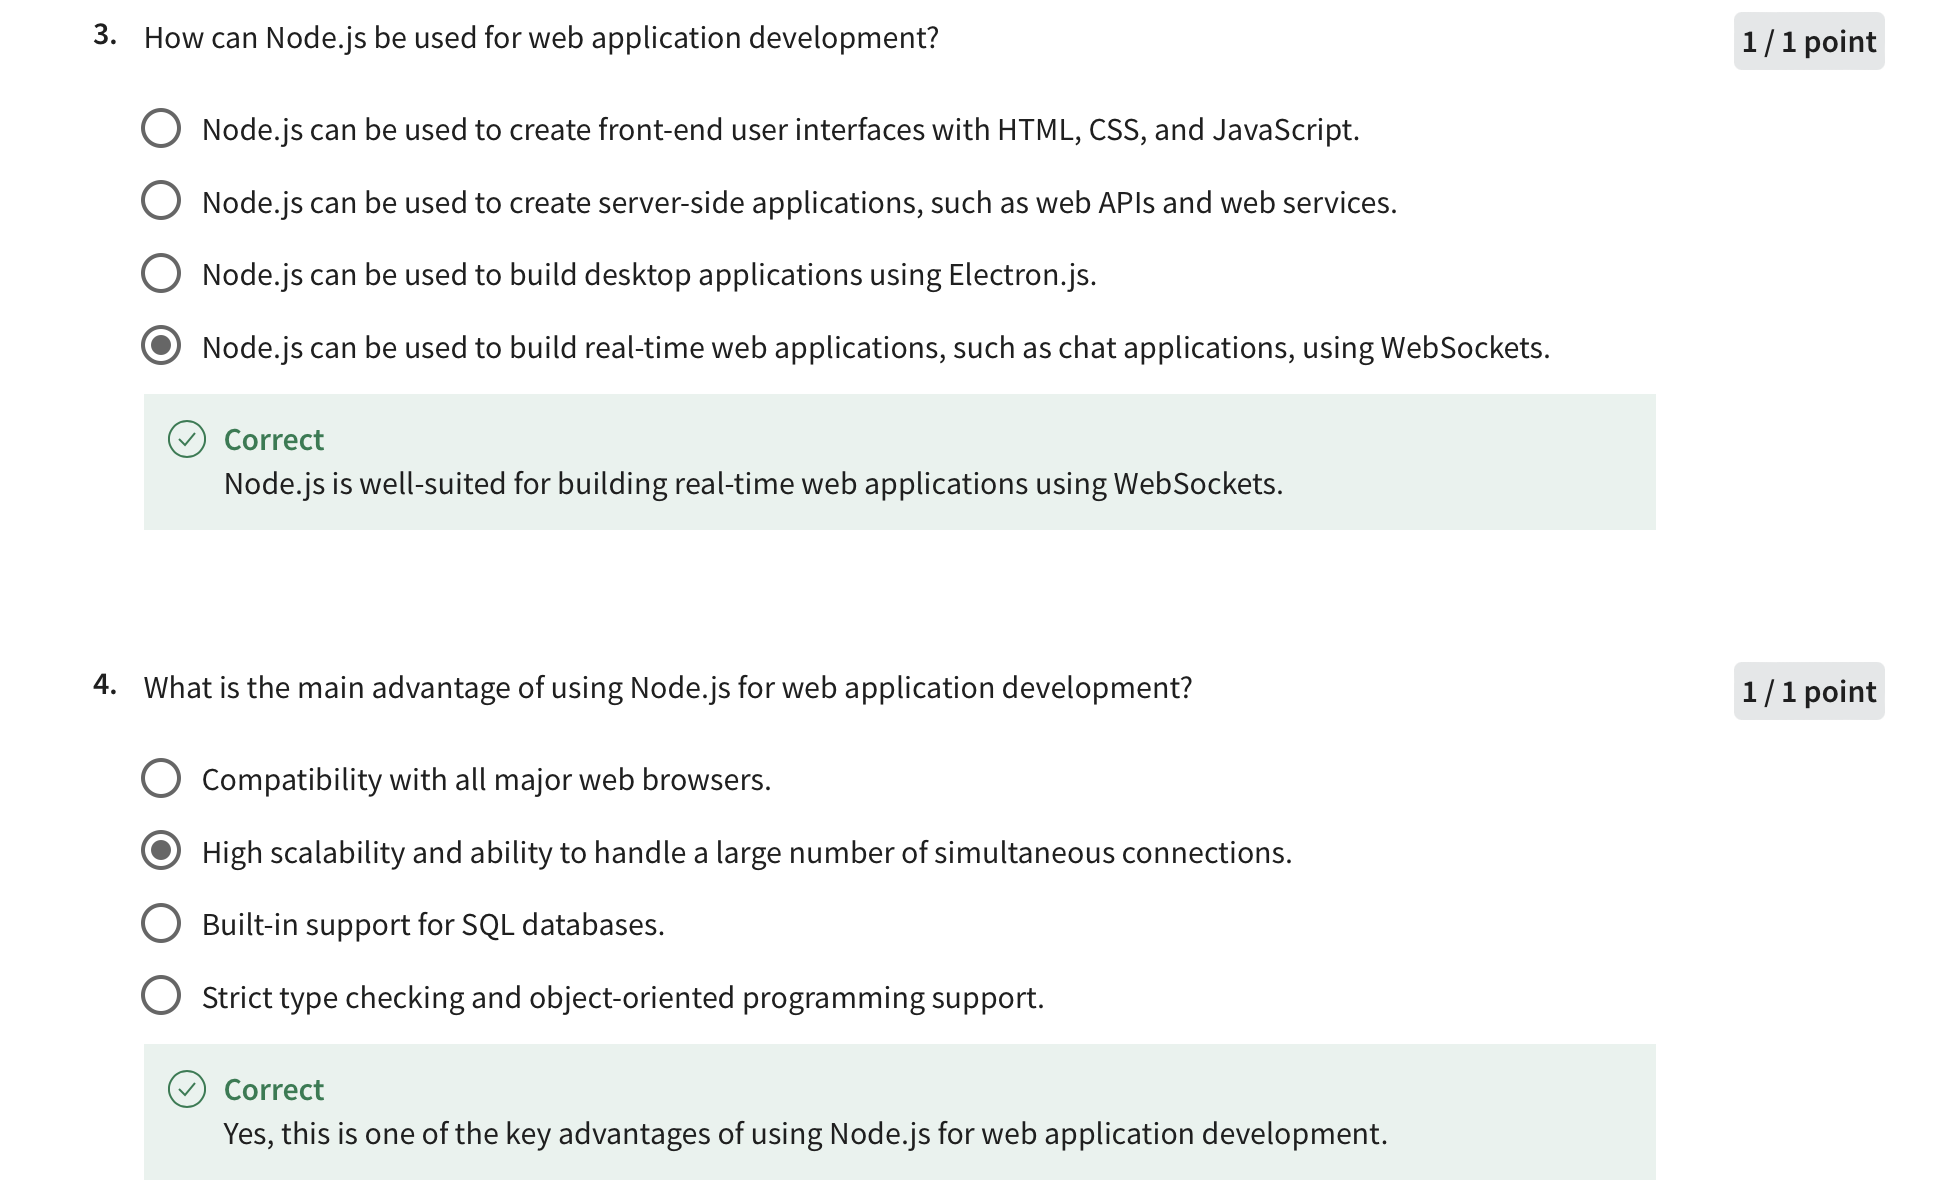 3. How can Node.js be used for web application development?
1 / 1 point
Node.js can be used to create front-end user interfaces with HTML, CSS, and JavaScript.
Node.js can be used to create server-side applications, such as web APIs and web services.
Node.js can be used to build desktop applications using Electron.js.
Node.js can be used to build real-time web applications, such as chat applications, using WebSockets.
Correct
Node.js is well-suited for building real-time web applications using WebSockets.
4. What is the main advantage of using Node.js for web application development?
1 / 1 point
Compatibility with all major web browsers.
High scalability and ability to handle a large number of simultaneous connections.
Built-in support for SQL databases.
Strict type checking and object-oriented programming support.
Correct
Yes, this is one of the key advantages of using Node.js for web application development.